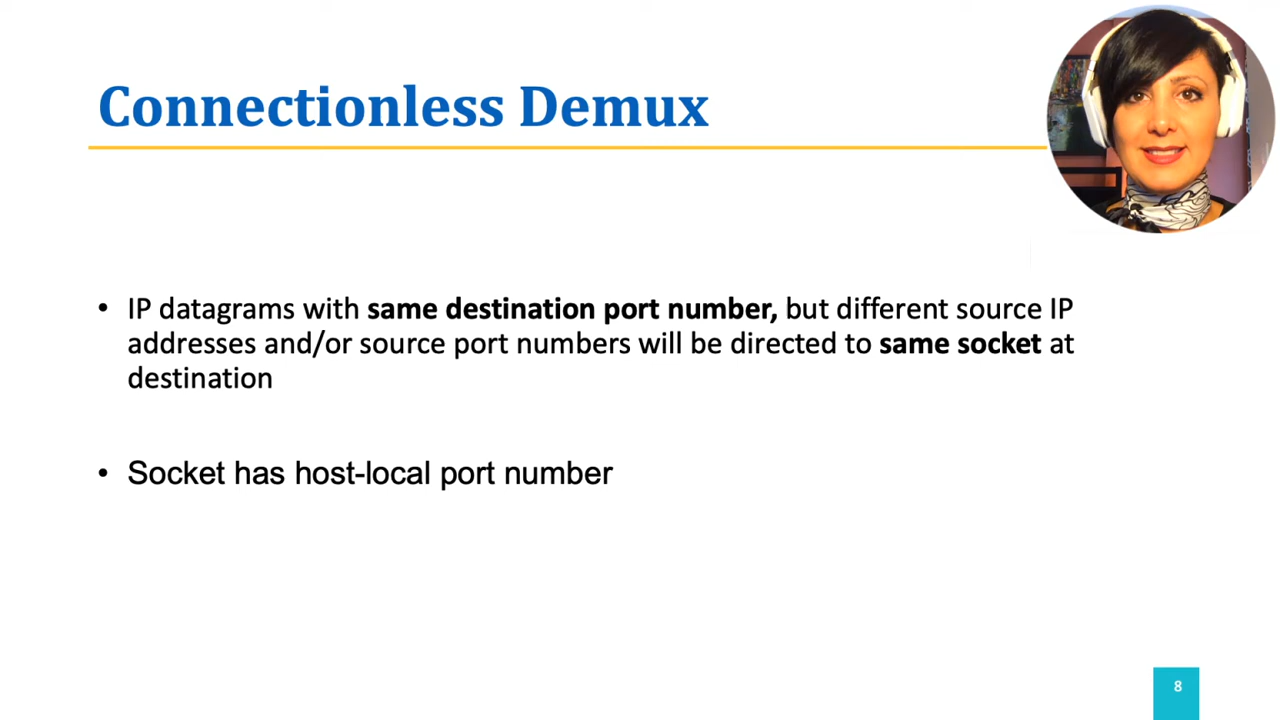 Connectionless Demux
• IP datagrams with same destination port number, but different source IP
addresses and/or source port numbers will be directed to same socket at
destination
• Socket has host-local port number
8